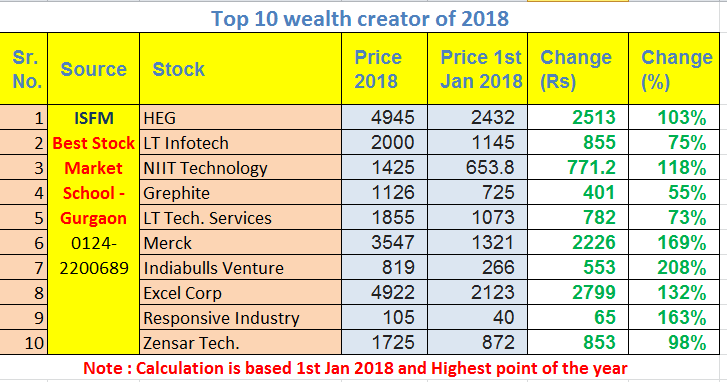 Top 10 wealth creator of 2018
Sr. No. Source Stock Price 2018 Price 1st Jan 2018 Change (Rs) Change (%)
1 ISFM HEG 4945 2432 2513 103%
2 Best Stock LT Infotech 2000 1145 855 75%
3 Market NIIT Technology 1425 653.8 771.2 118%
4 School - Grephite 1126 725 401 55%
5 Gurgaon LT Tech. Services 1855 1073 782 73%
6 0124- Merck 3547 1321 2226 169%
7 2200689 Indiabulls Venture 819 266 553 208%
8 Excel Corp 4922 2123 2799 132%
9 Responsive Industry 105 40 65 163%
10 Zensar Tech. 1725 872 853 98%
Note : Calculation is based 1st Jan 2018 and Highest point of the year